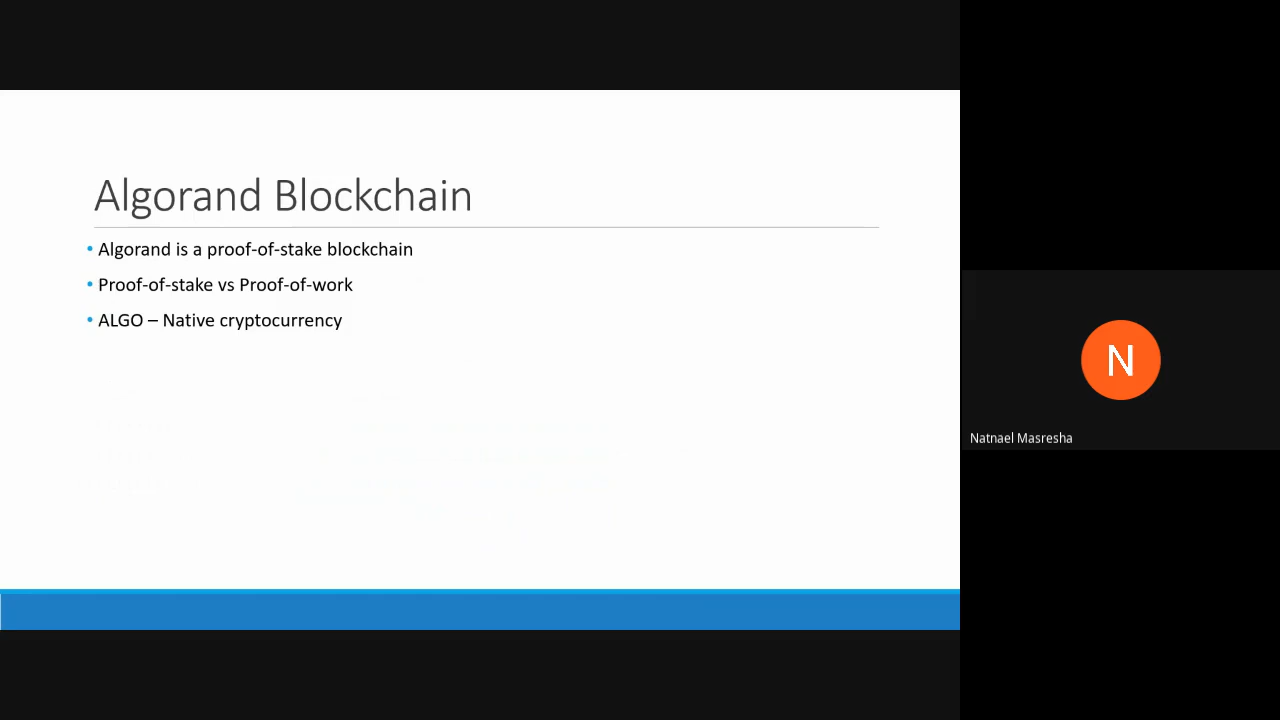 Algorand Blockchain
• Algorand is a proof-of-stake blockchain
• Proof-of-stake vs Proof-of-work
• ALGO – Native cryptocurrency
N
Natnael Masresha